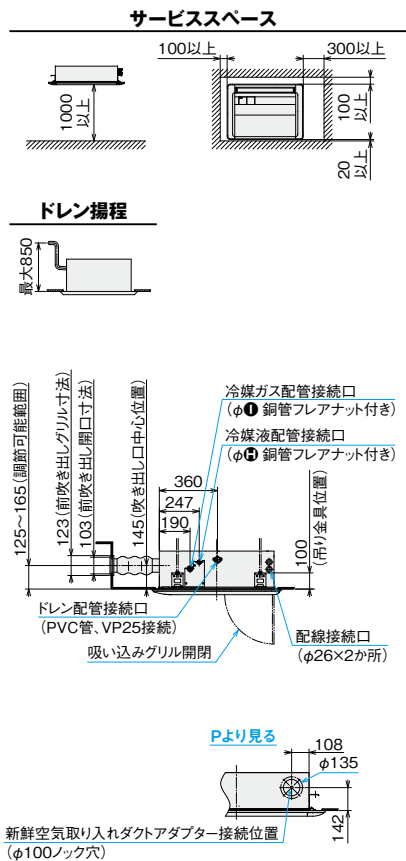 サービススペース
100以上
300以上
1000
以上
100
以上
20
以上
ドレン揚程
最大850
125～165(調節可能範囲)
123(前吹き出しグリル寸法)
103(前吹き出し開口寸法)
145(吹き出し口中心位置)
冷媒ガス配管接続口
(φI 銅管フレアナット付き)
冷媒液配管接続口
(φH 銅管フレアナット付き)
360
247
190
100
(吊り金具位置)
ドレン配管接続口
(PVC管、VP25接続)
吸い込みグリル開閉
配線接続口
(φ26×2か所)
Pより見る
108
φ135
142
新鮮空気取り入れダクトアダプター接続位置
(φ100ノック穴)